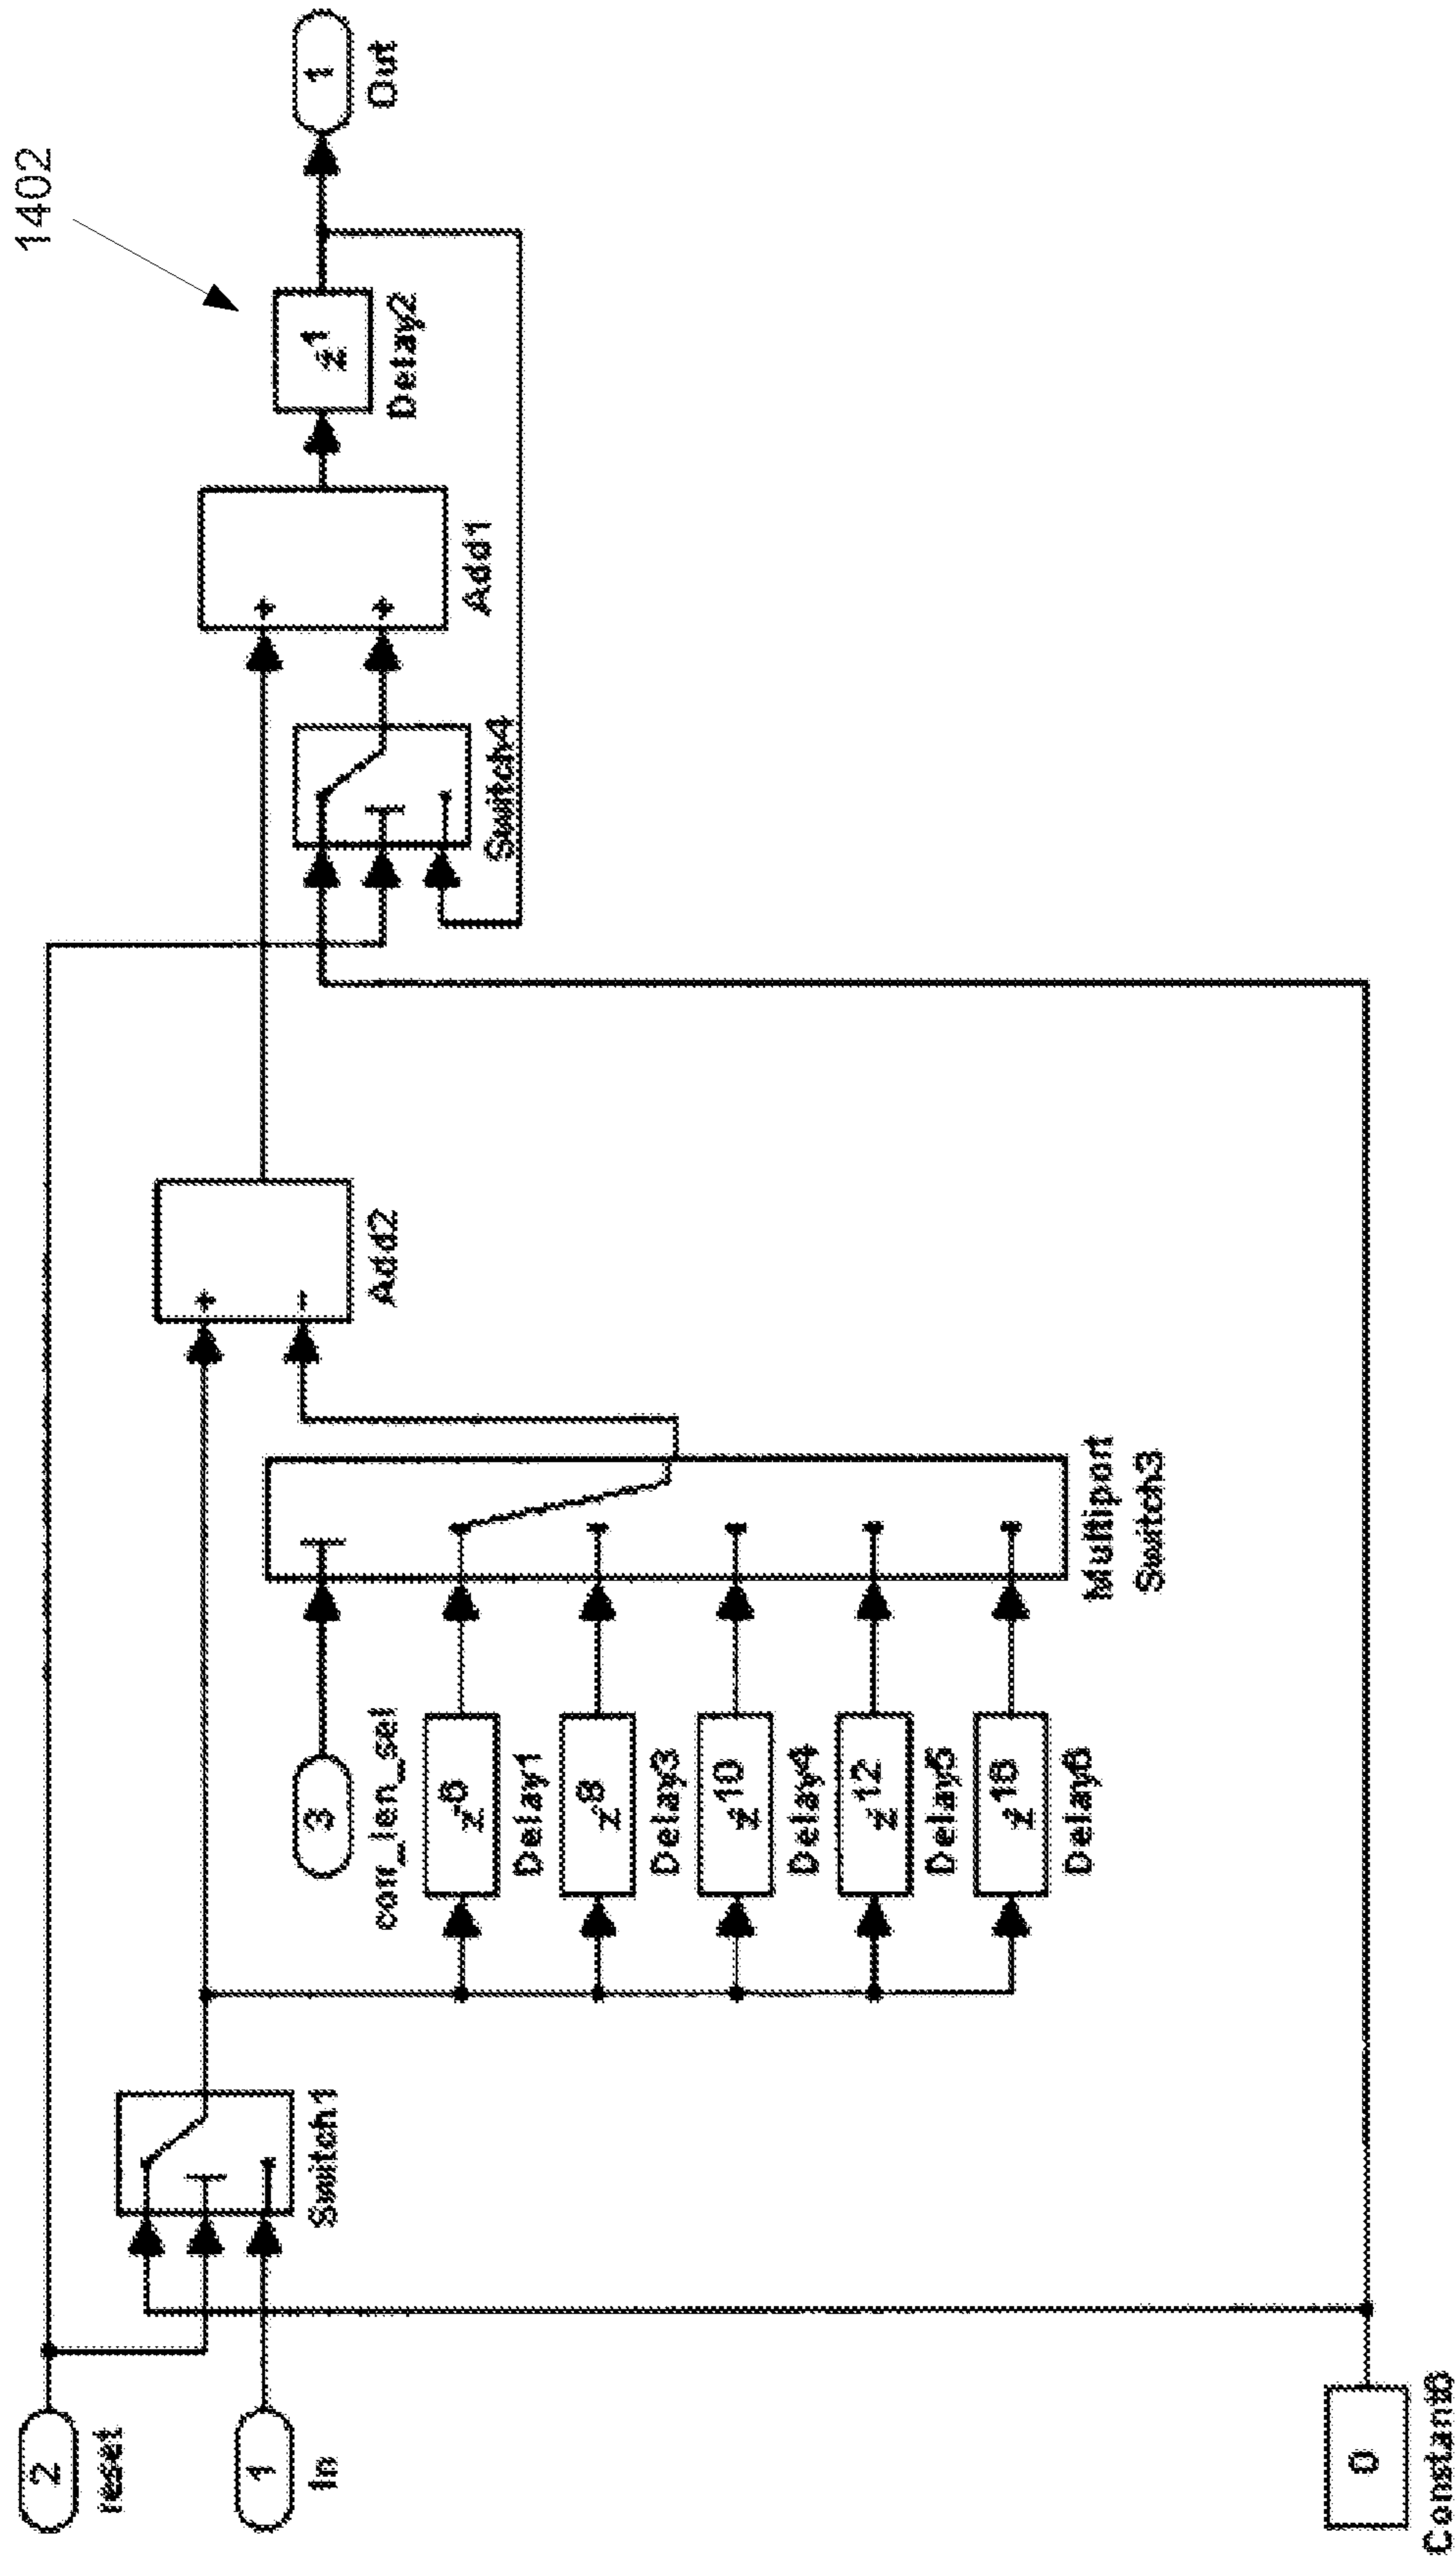 1402
2
reset
1
In
Switch1
3
corr_len_sel
z-6
Delay1
z-8
Delay3
z-10
Delay4
z-12
Delay5
z-16
Delay6
Multiport
Switch3
+
-
Add2
Switch4
+
+
Add1
z-1
Delay2
1
Out
0